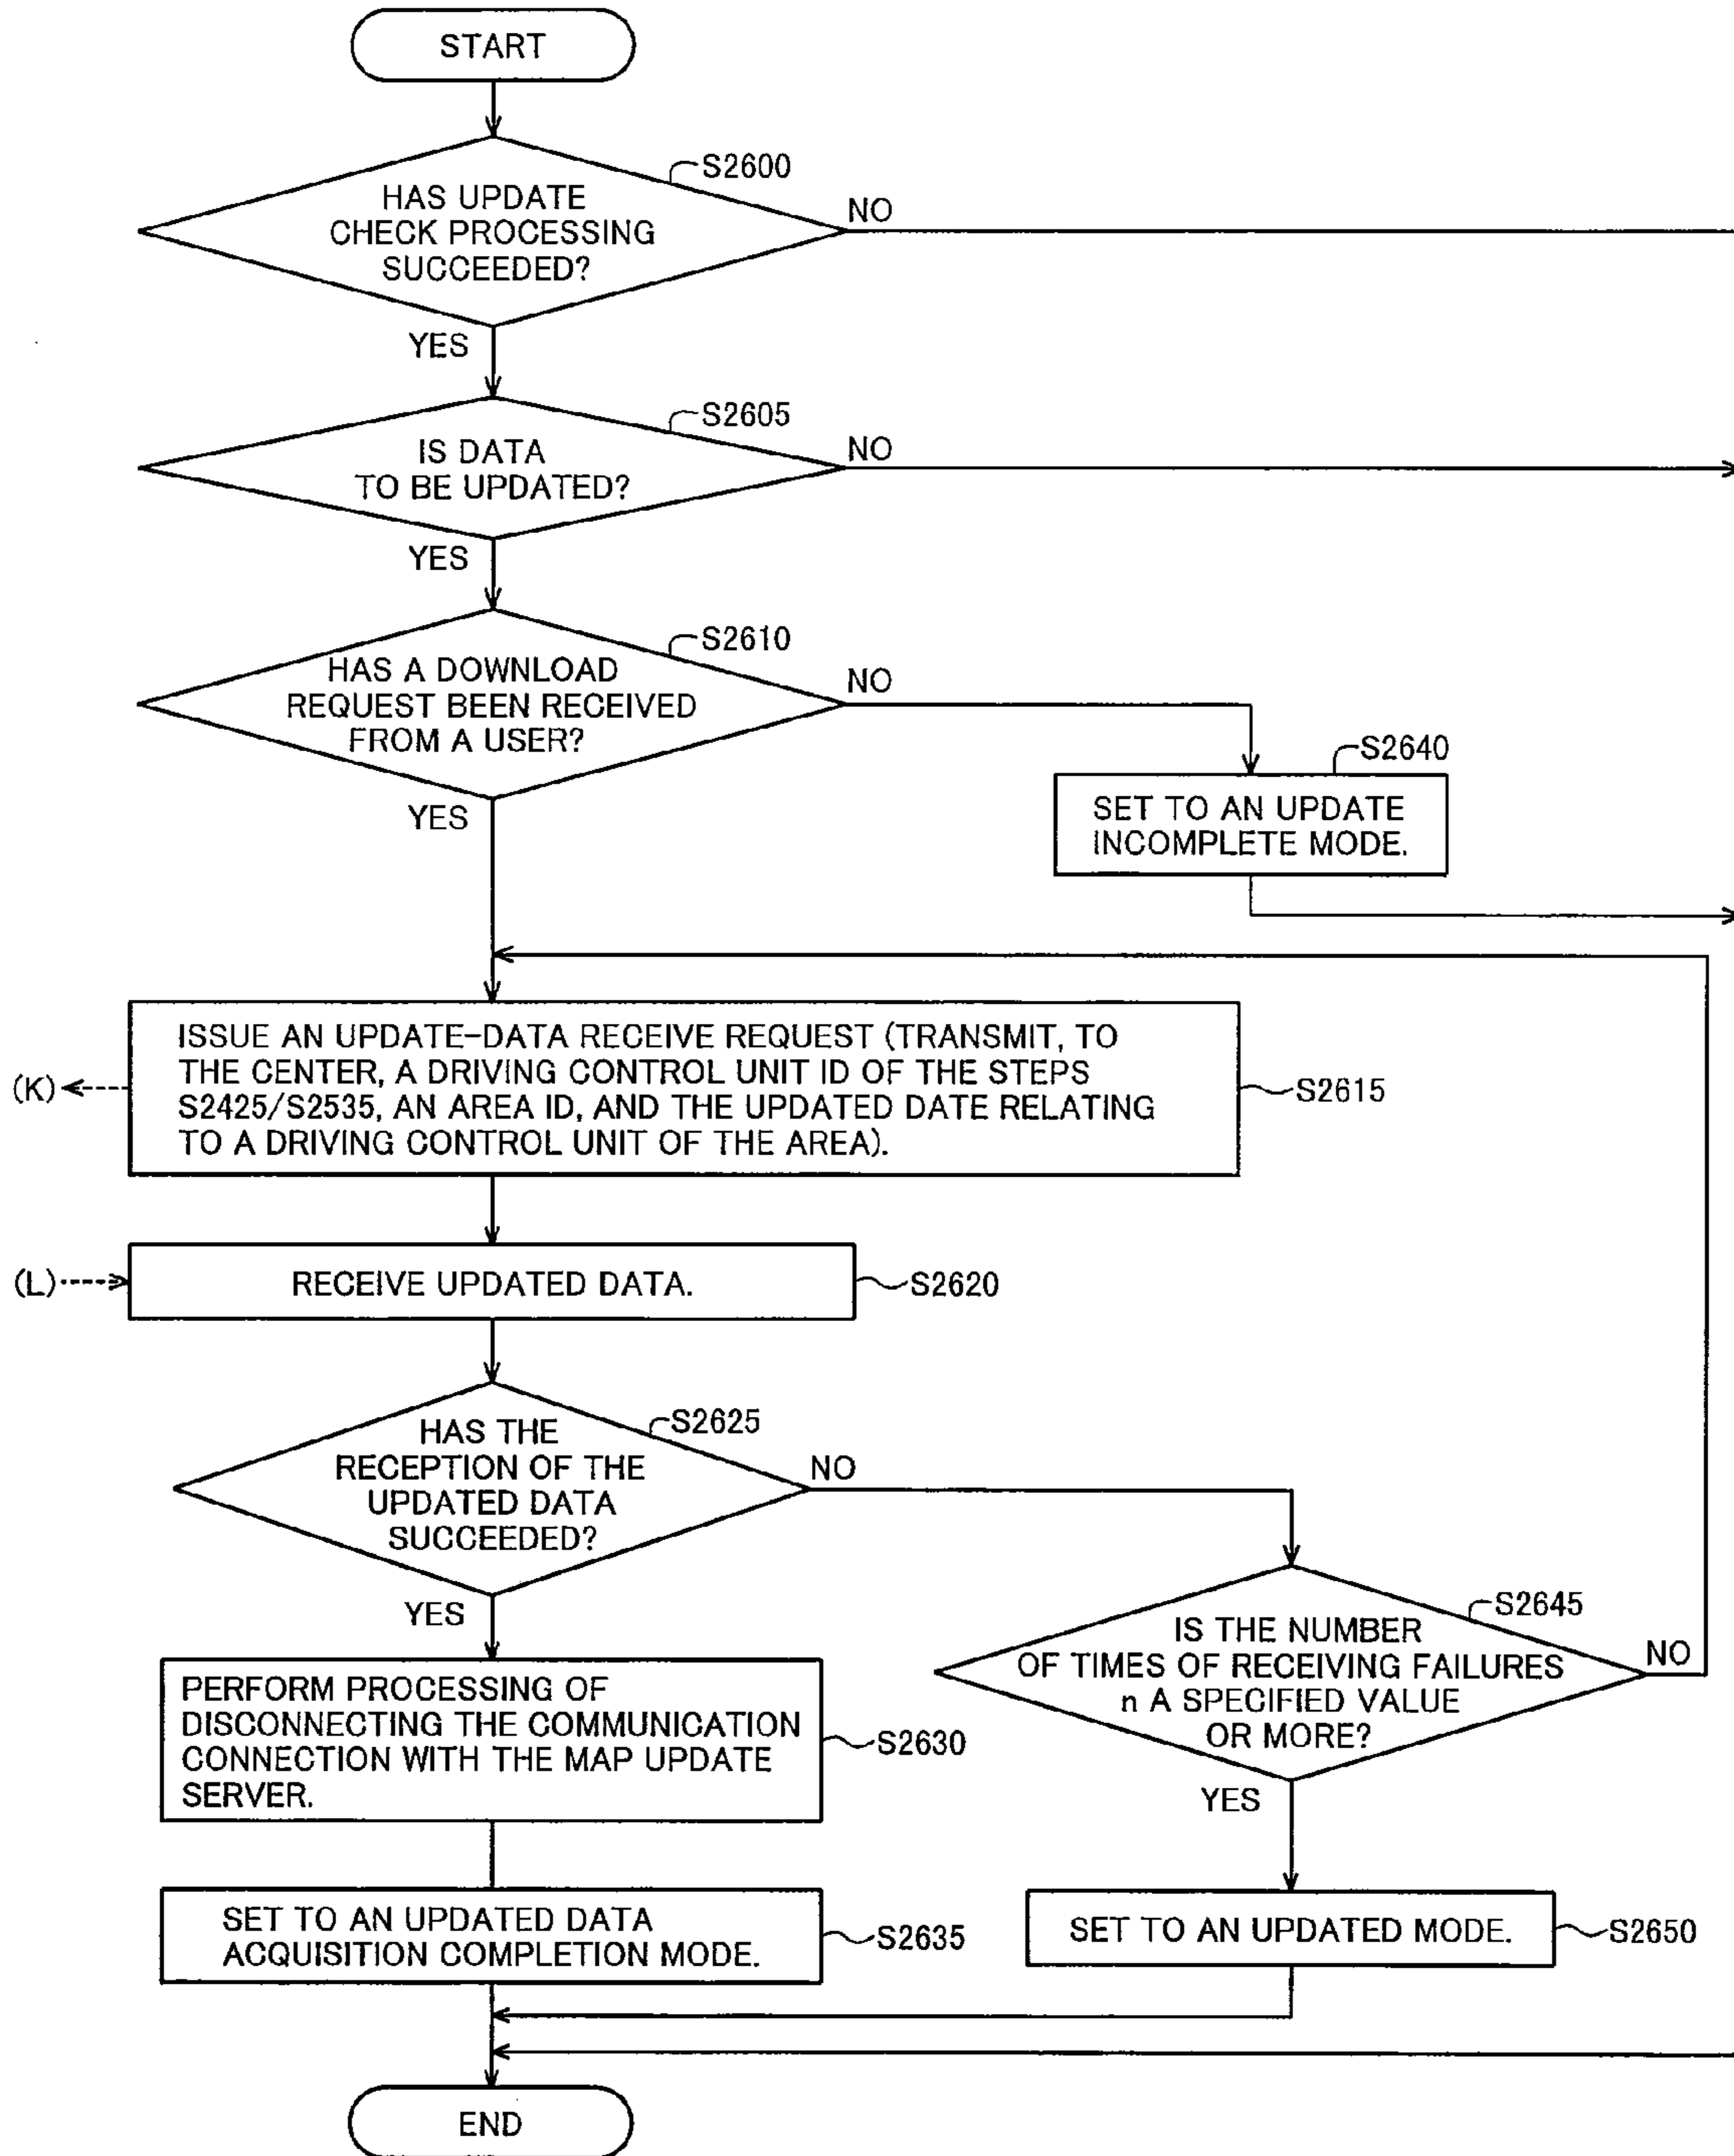 START
S2600
HAS UPDATE
CHECK PROCESSING
SUCCEEDED?
NO
YES
S2605
IS DATA
TO BE UPDATED?
NO
YES
S2610
HAS A DOWNLOAD
REQUEST BEEN RECEIVED
FROM A USER?
NO
YES
S2640
SET TO AN UPDATE
INCOMPLETE MODE.
ISSUE AN UPDATE-DATA RECEIVE REQUEST (TRANSMIT, TO
THE CENTER, A DRIVING CONTROL UNIT ID OF THE STEPS
S2425/S2535, AN AREA ID, AND THE UPDATED DATE RELATING
TO A DRIVING CONTROL UNIT OF THE AREA).
(K)
S2615
(L)
RECEIVE UPDATED DATA.
S2620
S2625
HAS THE
RECEPTION OF THE
UPDATED DATA
SUCCEEDED?
NO
YES
S2645
IS THE NUMBER
OF TIMES OF RECEIVING FAILURES
n A SPECIFIED VALUE
OR MORE?
NO
YES
PERFORM PROCESSING OF
DISCONNECTING THE COMMUNICATION
CONNECTION WITH THE MAP UPDATE
SERVER.
S2630
SET TO AN UPDATED DATA
ACQUISITION COMPLETION MODE.
S2635
SET TO AN UPDATED MODE.
S2650
END